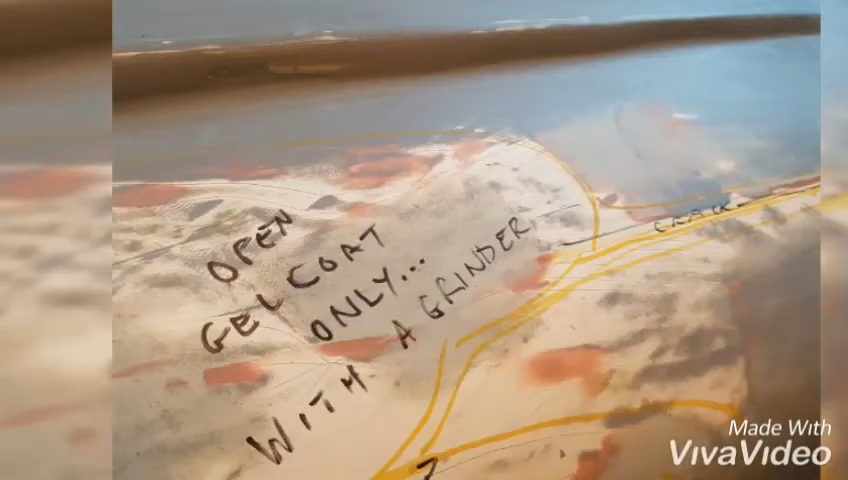 OPEN
GEL COAT
ONLY...
WITH A GRINDER
CRACK
Made With
VivaVideo